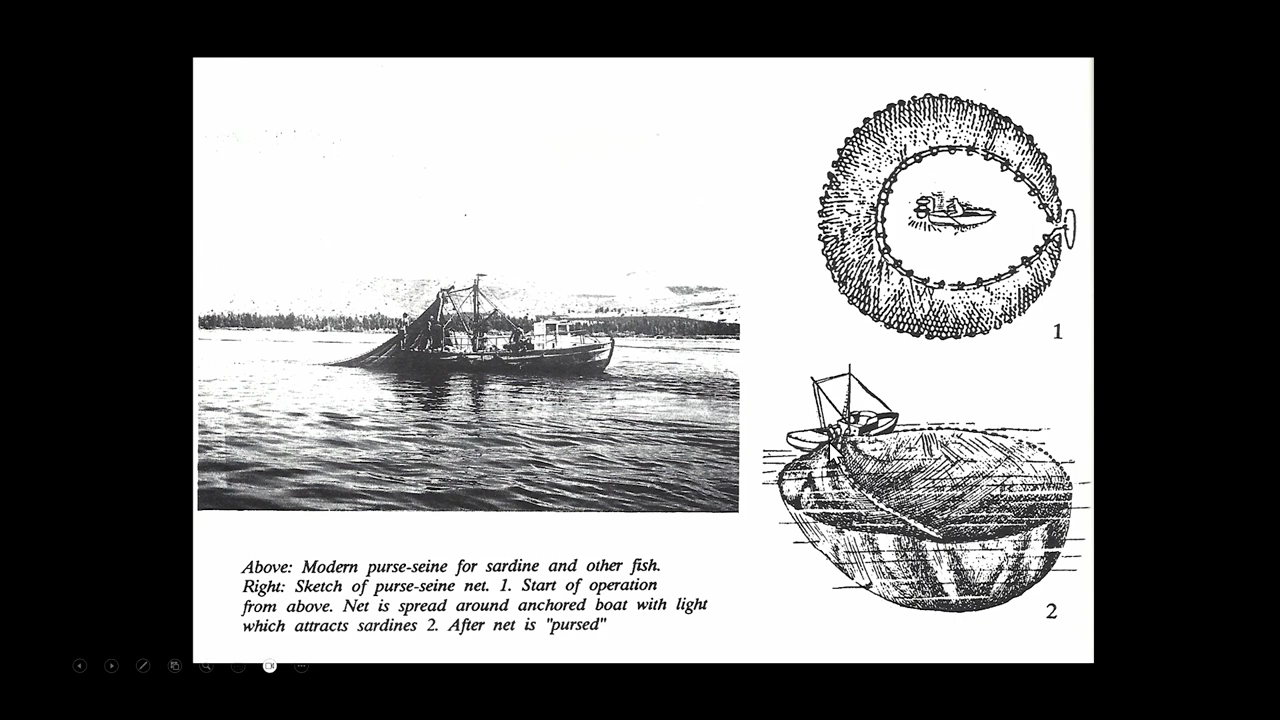 1
2
Above: Modern purse-seine for sardine and other fish.
Right: Sketch of purse-seine net. 1. Start of operation
from above. Net is spread around anchored boat with light
which attracts sardines 2. After net is "pursed"